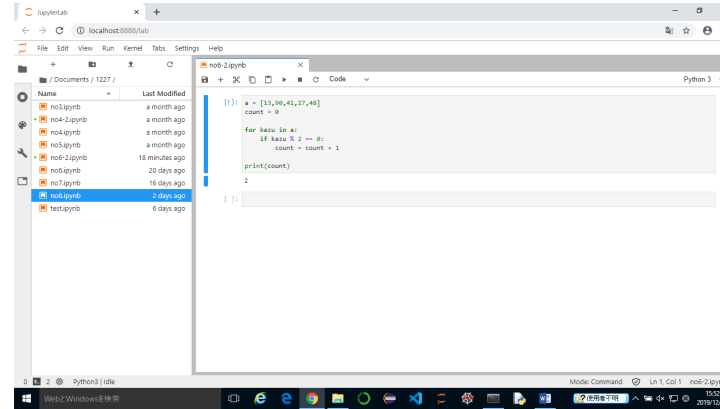 JupyterLab
localhost:8888/lab
File Edit View Run Kernel Tabs Settings Help
no6-2.ipynb
/ Documents / 1227 /
Code
Python 3
Name Last Modified
no3.ipynb a month ago
no4-2.ipynb a month ago
no4.ipynb a month ago
no5.ipynb a month ago
no6-2.ipynb 18 minutes ago
no6.ipynb 20 days ago
no7.ipynb 16 days ago
no8.ipynb 2 days ago
test.ipynb 6 days ago
[1]: a = [13,90,41,27,48]
count = 0
for kazu in a:
if kazu % 2 == 0:
count = count + 1
print(count)
2
[ ]:
0 2 Python3 | Idle
Mode: Command Ln 1, Col 1 no6-2.ipy
WebとWindowsを検索
使用者不明
15:52
2019/12/